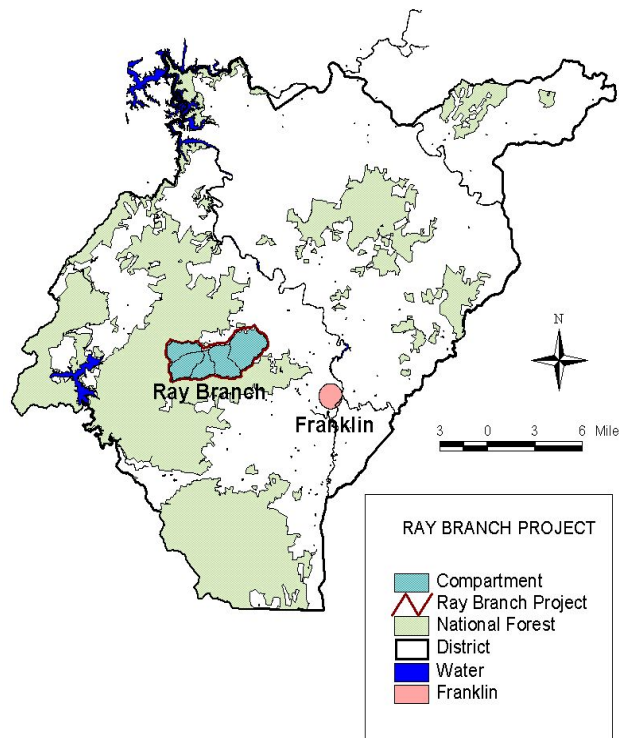 N
Ray Branch
Franklin
3 0 3 6 Mile
RAY BRANCH PROJECT
Compartment
Ray Branch Project
National Forest
District
Water
Franklin